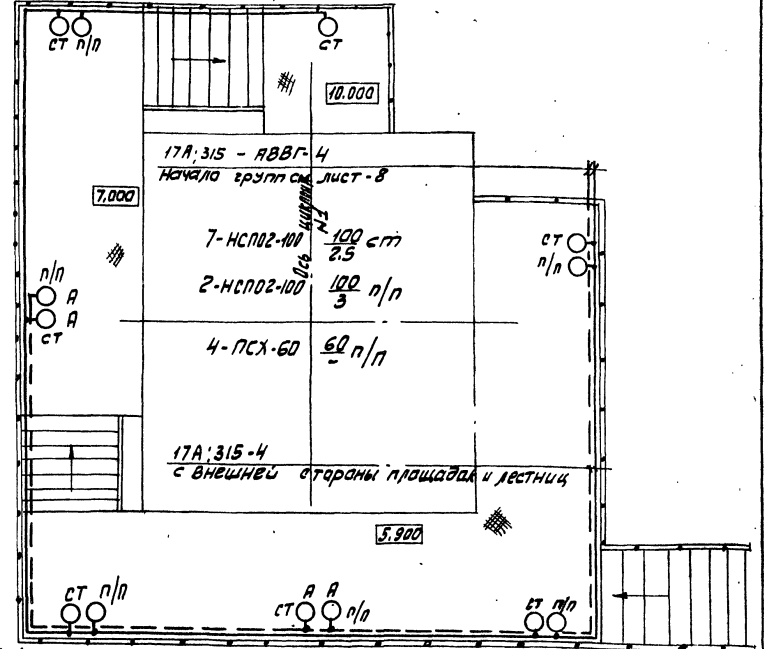 ст п/п
ст
10.000
17А; 315 - АВВГ-4
Начало групп см. лист-8
7.000
Ось циклона
№1
7-НСП02-100 100/2.5 ст
ст
п/п
2-НСП02-100 100/3 п/п
п/п
А
А
ст
4-ПСХ-60 60/- п/п
17А; 315-4
с внешней стороны площадок и лестниц
5.900
ст п/п
А А
ст п/п
ст п/п